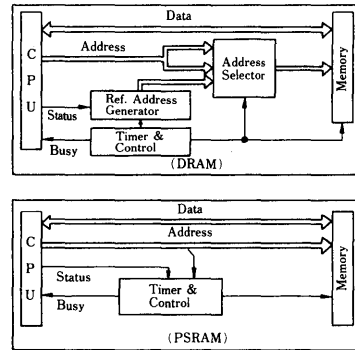 Data
Address
C P U
Address
Selector
Memory
Ref. Address
Generator
Status
Timer &
Control
Busy
(DRAM)
Data
Address
C P U
Status
Memory
Timer &
Control
Busy
(PSRAM)